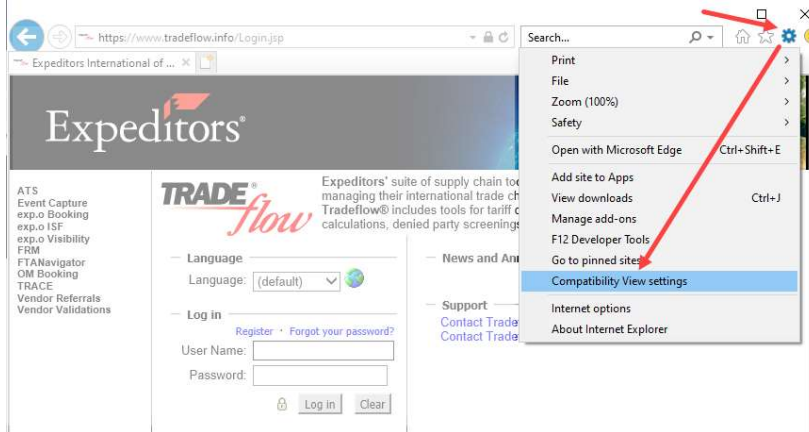 https://www.tradeflow.info/Login.jsp
Search...
Expeditors International of ...
Expeditors®
Print
File
Zoom (100%)
Safety
Open with Microsoft Edge Ctrl+Shift+E
Add site to Apps
View downloads Ctrl+J
Manage add-ons
F12 Developer Tools
Go to pinned sites
Compatibility View settings
Internet options
About Internet Explorer
ATS
Event Capture
exp.o Booking
exp.o ISF
exp.o Visibility
FRM
FTANavigator
OM Booking
TRACE
Vendor Referrals
Vendor Validations
TRADE®
flow
Expeditors' suite of supply chain
managing their international trade
Tradeflow® includes tools for tariff
calculations, denied party screening
Language
Language: (default)
Log in
Register · Forgot your password?
User Name:
Password:
Log in Clear
News and
Support
Contact
Contact